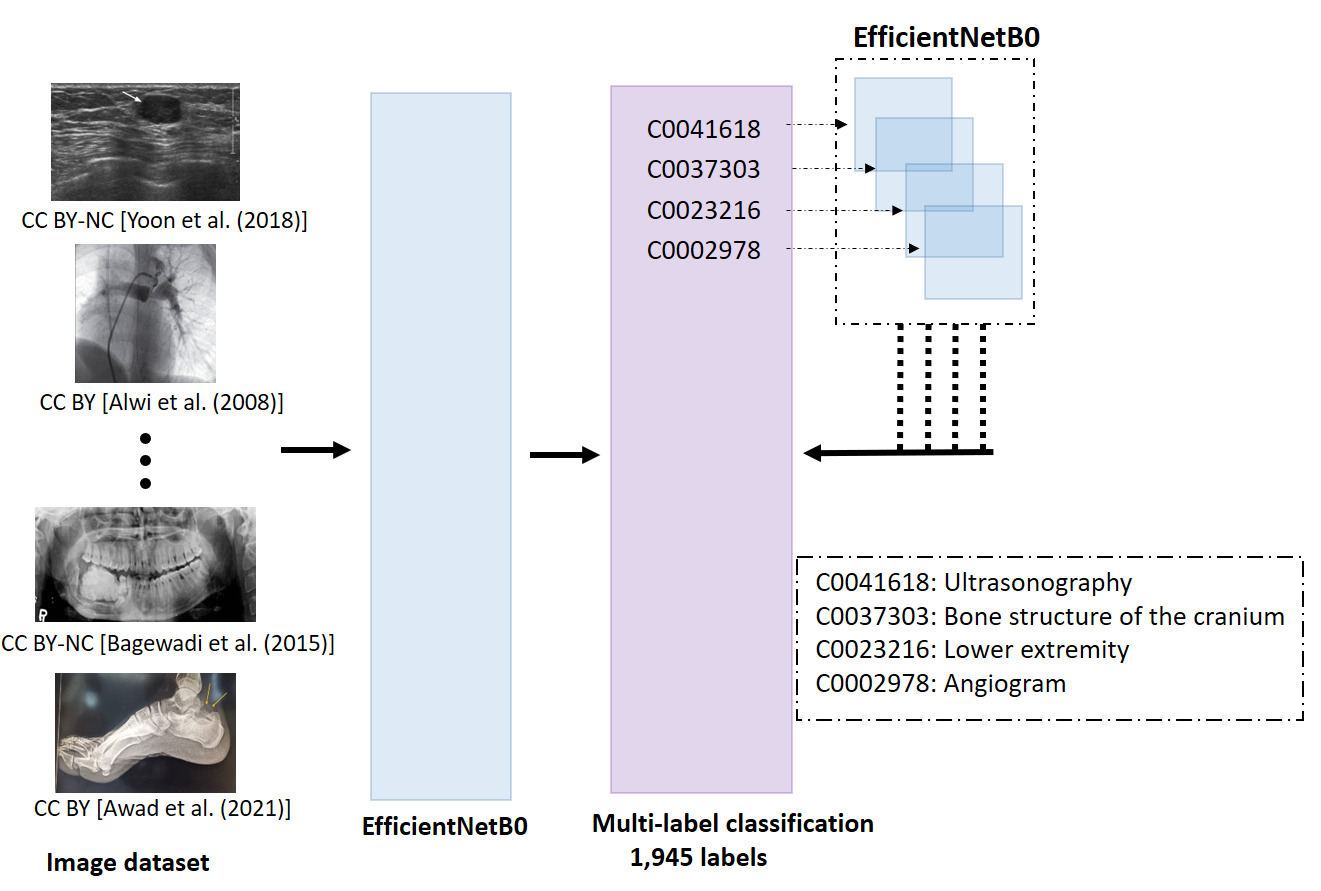 EfficientNetB0
C0041618
C0037303
C0023216
C0002978
CC BY-NC [Yoon et al. (2018)]
CC BY [Alwi et al. (2008)]
R
CC BY-NC [Bagewadi et al. (2015)]
CC BY [Awad et al. (2021)]
Image dataset
EfficientNetB0
Multi-label classification
1,945 labels
C0041618: Ultrasonography
C0037303: Bone structure of the cranium
C0023216: Lower extremity
C0002978: Angiogram